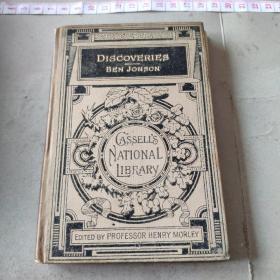 DISCOVERIES
BEN JONSON
CASSELL'S
NATIONAL
LIBRARY
EDITED BY PROFESSOR HENRY MORLEY